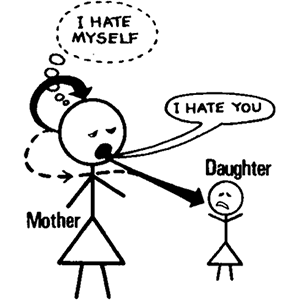 I HATE
MYSELF
I HATE YOU
Daughter
Mother